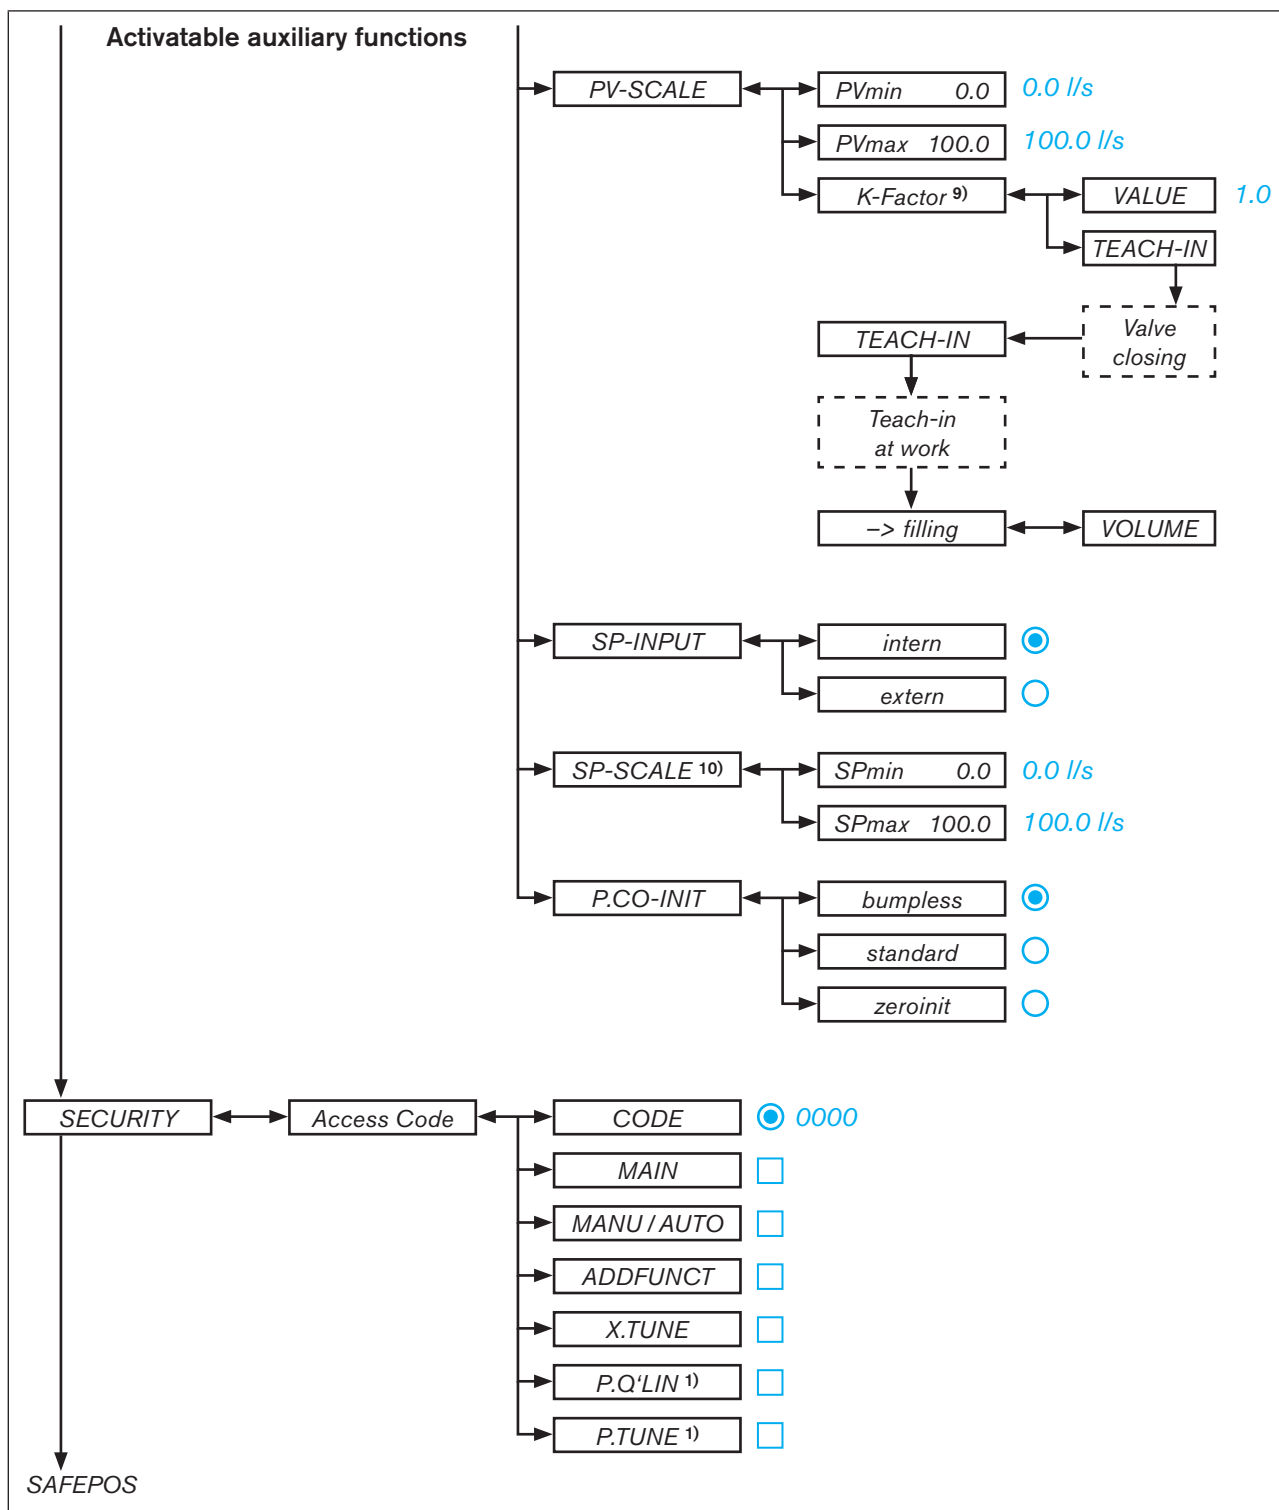 Activatable auxiliary functions
PV-SCALE
PVmin 0.0
0.0 l/s
PVmax 100.0
100.0 l/s
K-Factor 9)
VALUE
1.0
TEACH-IN
Valve
closing
TEACH-IN
Teach-in
at work
–> filling
VOLUME
SP-INPUT
intern
extern
SP-SCALE 10)
SPmin 0.0
0.0 l/s
SPmax 100.0
100.0 l/s
P.CO-INIT
bumpless
standard
zeroinit
SECURITY
Access Code
CODE
0000
MAIN
MANU / AUTO
ADDFUNCT
X.TUNE
P.Q‘LIN 1)
P.TUNE 1)
SAFEPOS